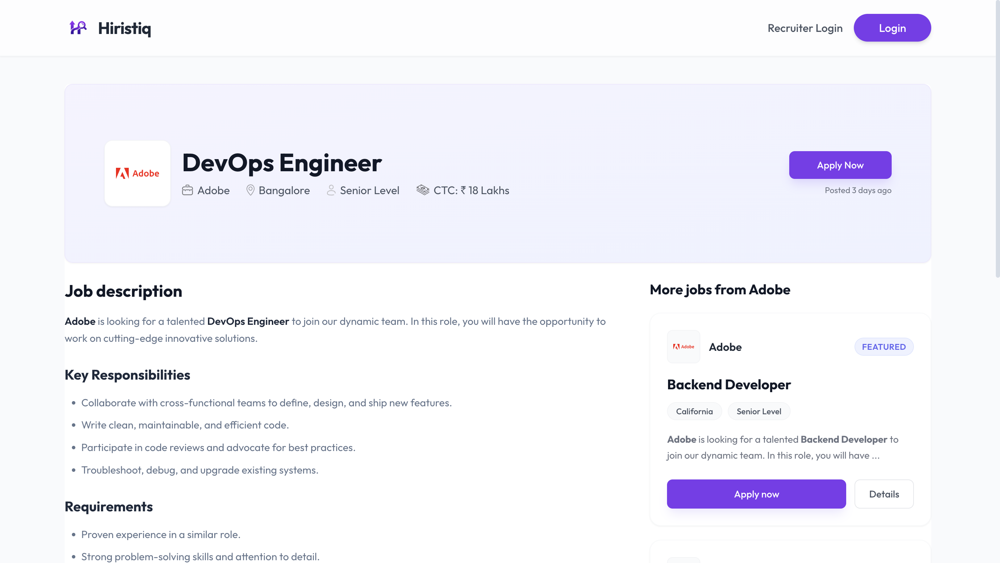 Hiristiq
Recruiter Login
Login
Adobe
DevOps Engineer
Adobe
Bangalore
Senior Level
CTC: ₹ 18 Lakhs
Apply Now
Posted 3 days ago
Job description
Adobe is looking for a talented DevOps Engineer to join our dynamic team. In this role, you will have the opportunity to
work on cutting-edge innovative solutions.
Key Responsibilities
Collaborate with cross-functional teams to define, design, and ship new features.
Write clean, maintainable, and efficient code.
Participate in code reviews and advocate for best practices.
Troubleshoot, debug, and upgrade existing systems.
Requirements
Proven experience in a similar role.
Strong problem-solving skills and attention to detail.
More jobs from Adobe
Adobe
Adobe
FEATURED
Backend Developer
California
Senior Level
Adobe is looking for a talented Backend Developer to
join our dynamic team. In this role, you will have ...
Apply now
Details